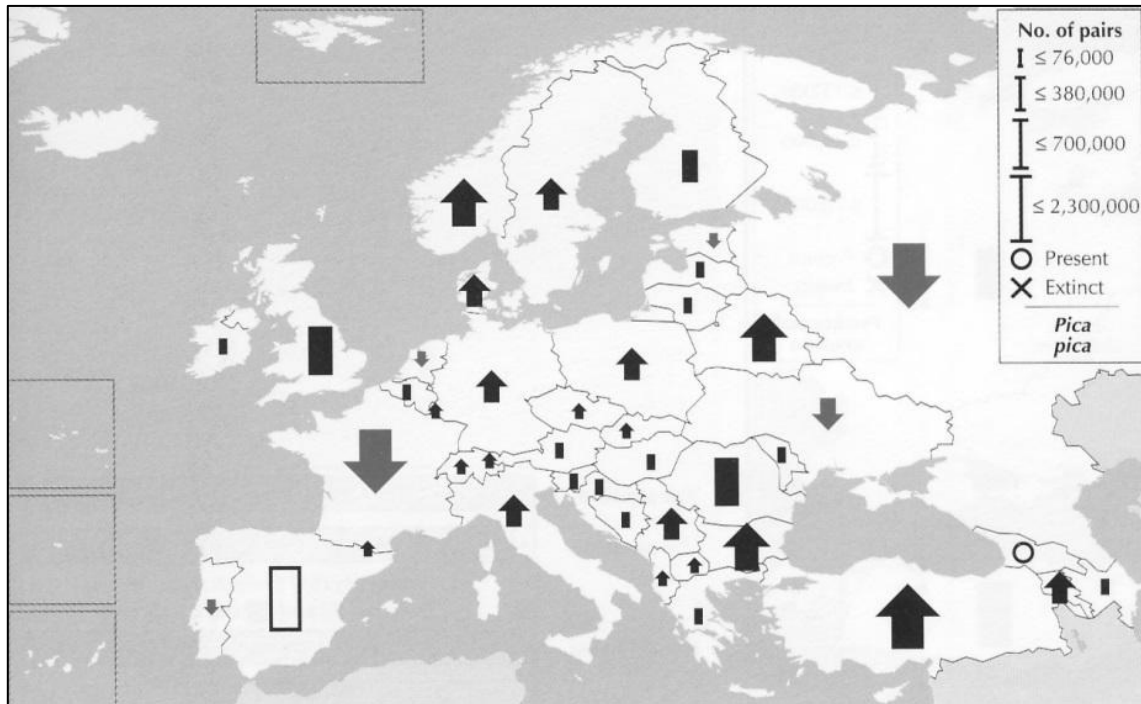 No. of pairs
≤ 76,000
≤ 380,000
≤ 700,000
≤ 2,300,000
Present
Extinct
Pica
pica